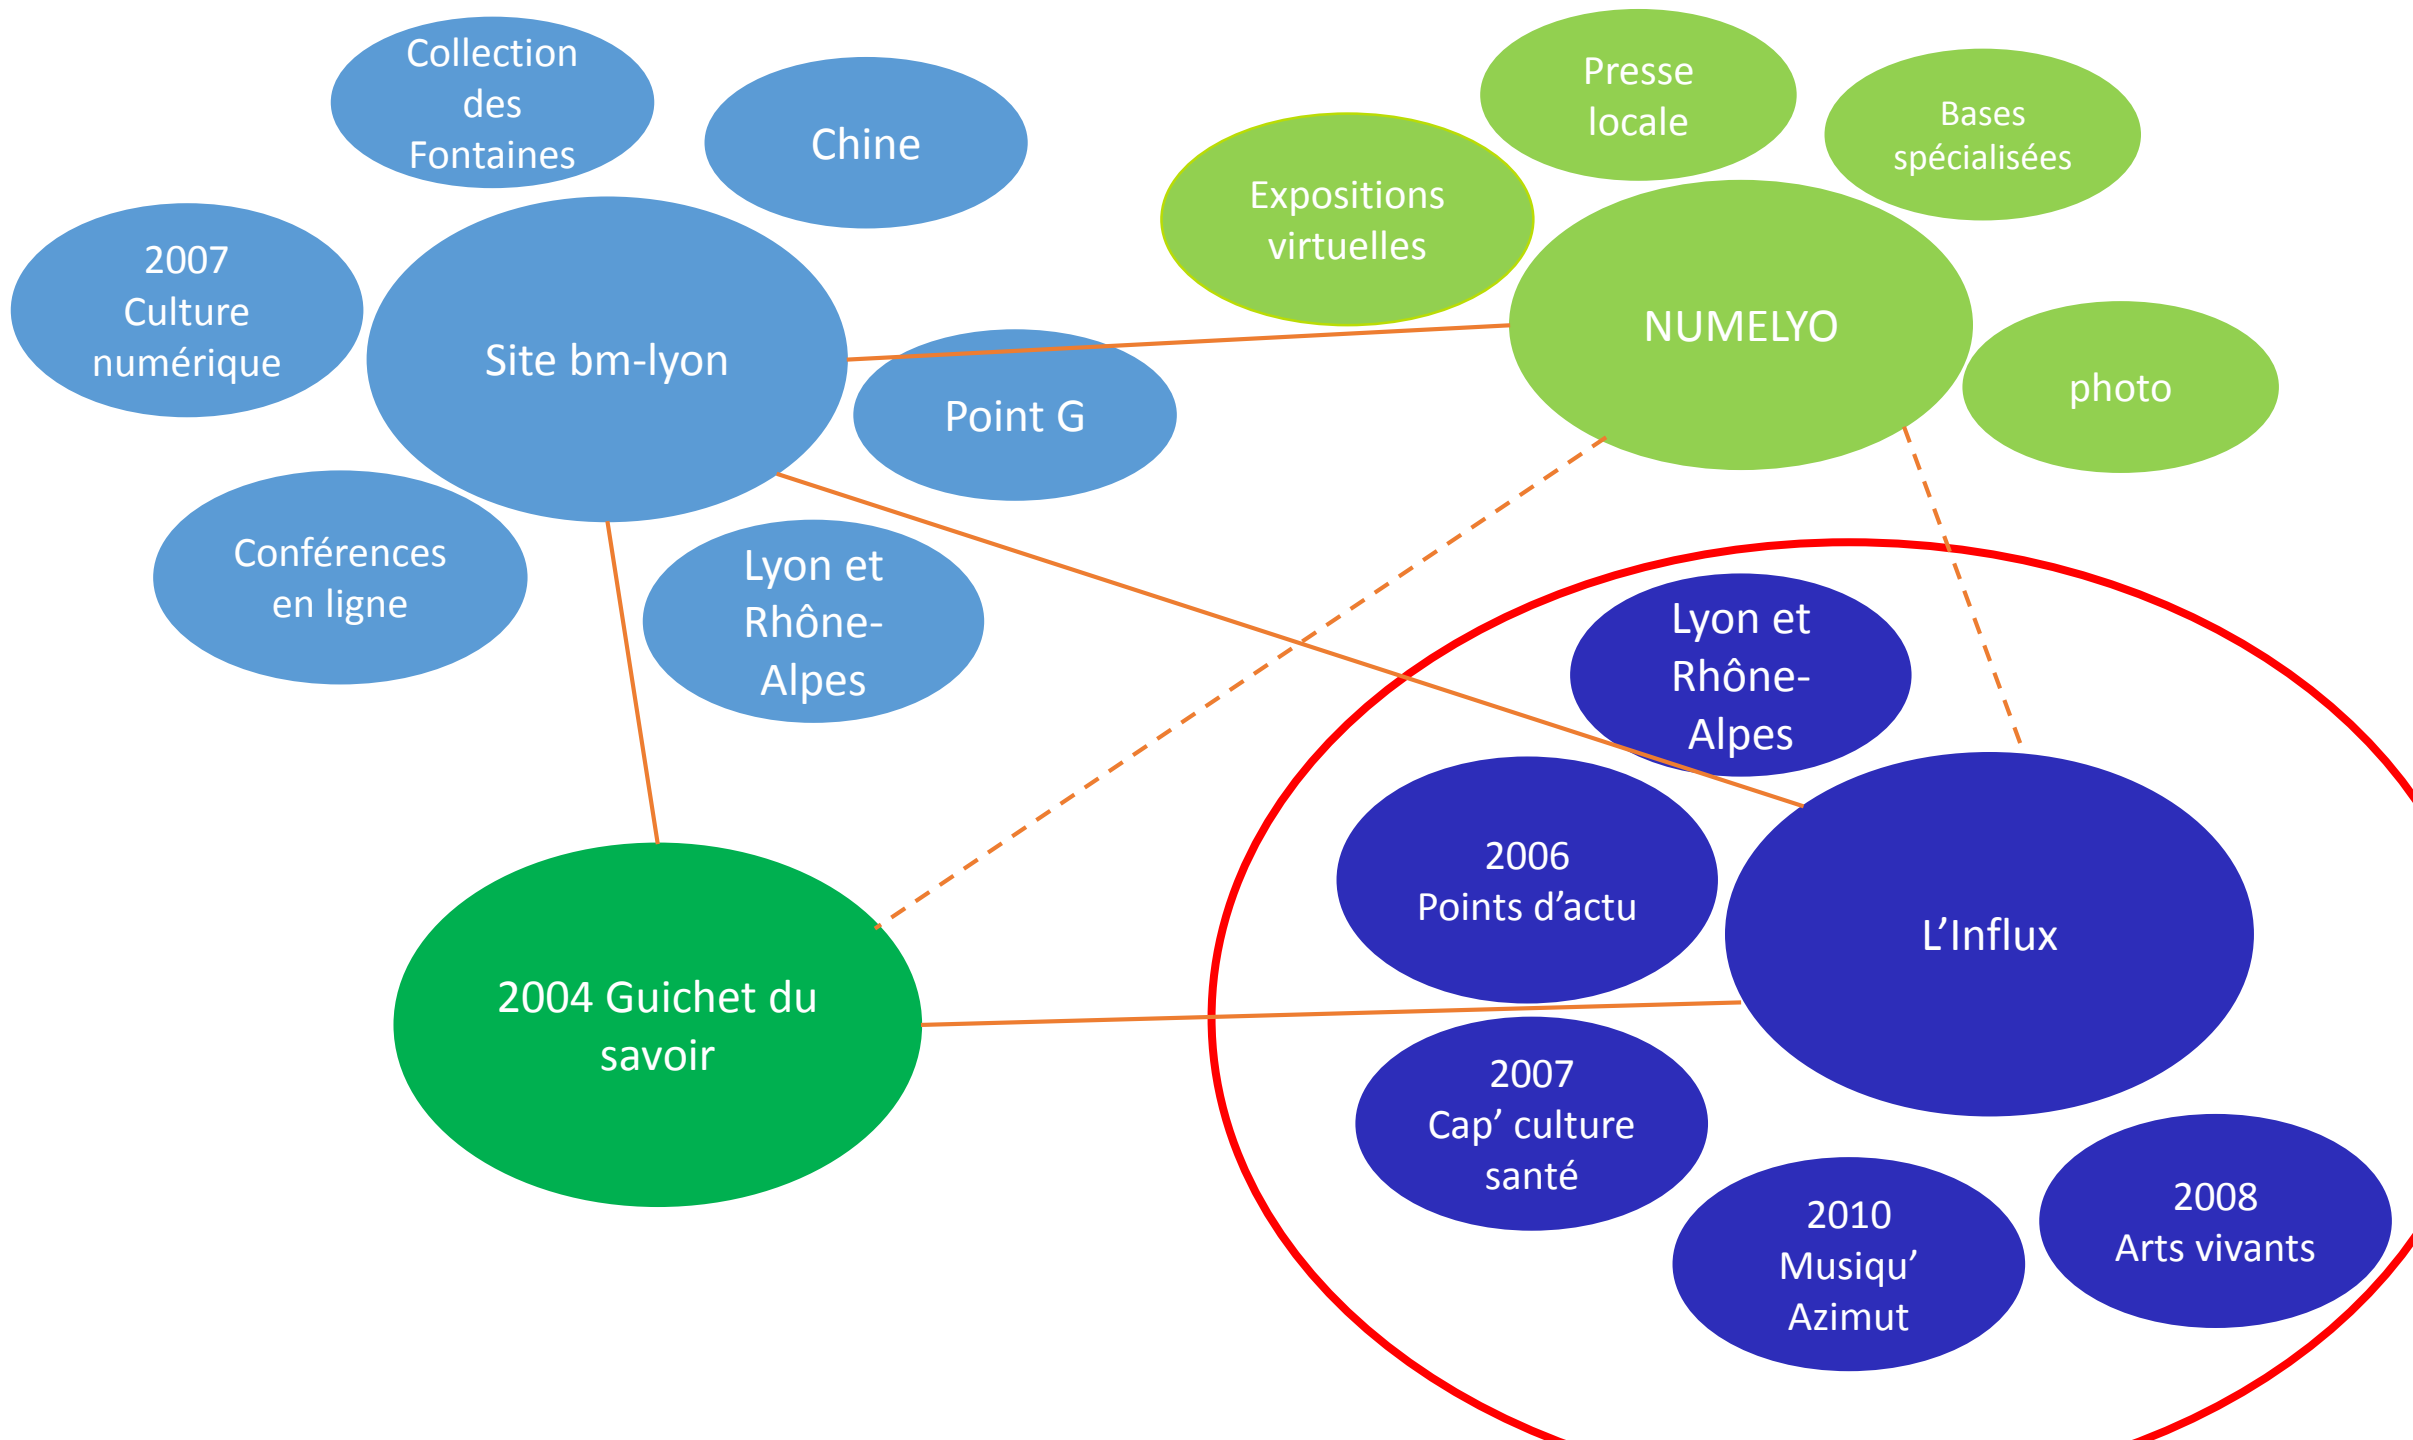 Collection
des
Fontaines
Chine
2007
Culture
numérique
Site bm-lyon
Point G
Conférences
en ligne
Lyon et
Rhône-
Alpes
Presse
locale
Bases
spécialisées
Expositions
virtuelles
NUMELYO
photo
2004 Guichet du
savoir
Lyon et
Rhône-
Alpes
2006
Points d’actu
L’Influx
2007
Cap’ culture
santé
2010
Musiqu’
Azimut
2008
Arts vivants